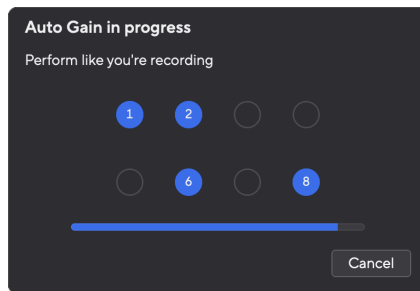 Auto Gain in progress
Perform like you're recording
1 2
6 8
Cancel